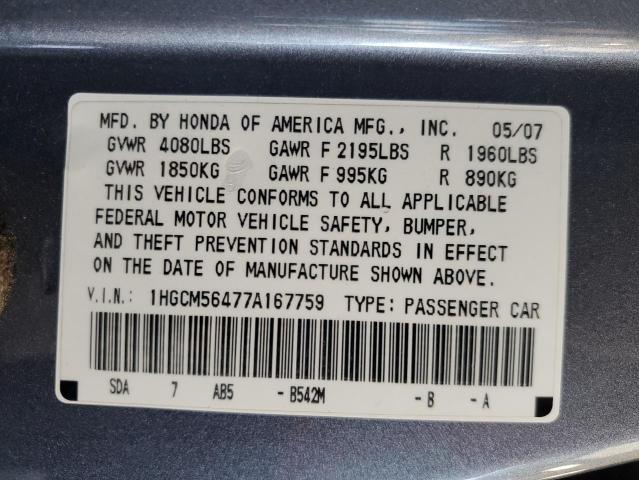 MFD. BY HONDA OF AMERICA MFG., INC. 05/07
GVWR 4080LBS GAWR F 2195LBS R 1960LBS
GVWR 1850KG GAWR F 995KG R 890KG
THIS VEHICLE CONFORMS TO ALL APPLICABLE
FEDERAL MOTOR VEHICLE SAFETY, BUMPER,
AND THEFT PREVENTION STANDARDS IN EFFECT
ON THE DATE OF MANUFACTURE SHOWN ABOVE.
V.I.N.: 1HGCM56477A167759 TYPE: PASSENGER CAR
SDA 7 AB5 - B542M - B - A